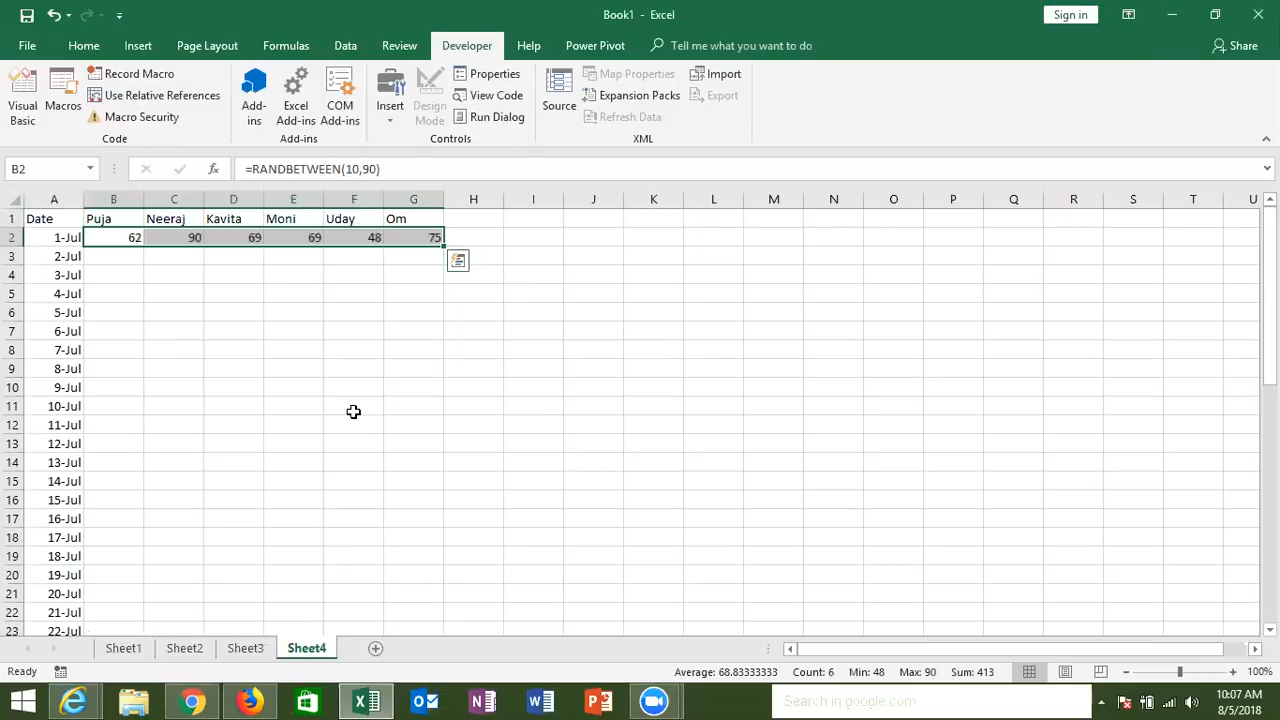 Book1 - Excel
Sign in
File Home Insert Page Layout Formulas Data Review Developer Help Power Pivot Tell me what you want to do Share
Visual Basic
Macros
Record Macro
Use Relative References
Macro Security
Code
Add-ins
Excel Add-ins
COM Add-ins
Add-ins
Insert
Design Mode
Properties
View Code
Run Dialog
Controls
Source
Map Properties
Expansion Packs
Refresh Data
Import
Export
XML
B2 fx =RANDBETWEEN(10,90)
A B C D E F G H I J K L M N O P Q R S T U
1 Date Puja Neeraj Kavita Moni Uday Om
2 1-Jul 62 90 69 69 48 75
3 2-Jul
4 3-Jul
5 4-Jul
6 5-Jul
7 6-Jul
8 7-Jul
9 8-Jul
10 9-Jul
11 10-Jul
12 11-Jul
13 12-Jul
14 13-Jul
15 14-Jul
16 15-Jul
17 16-Jul
18 17-Jul
19 18-Jul
20 19-Jul
21 20-Jul
22 21-Jul
23 22-Jul
Sheet1 Sheet2 Sheet3 Sheet4
Ready Average: 68.83333333 Count: 6 Min: 48 Max: 90 Sum: 413 100%
Search in google.com
10:07 AM
8/5/2018